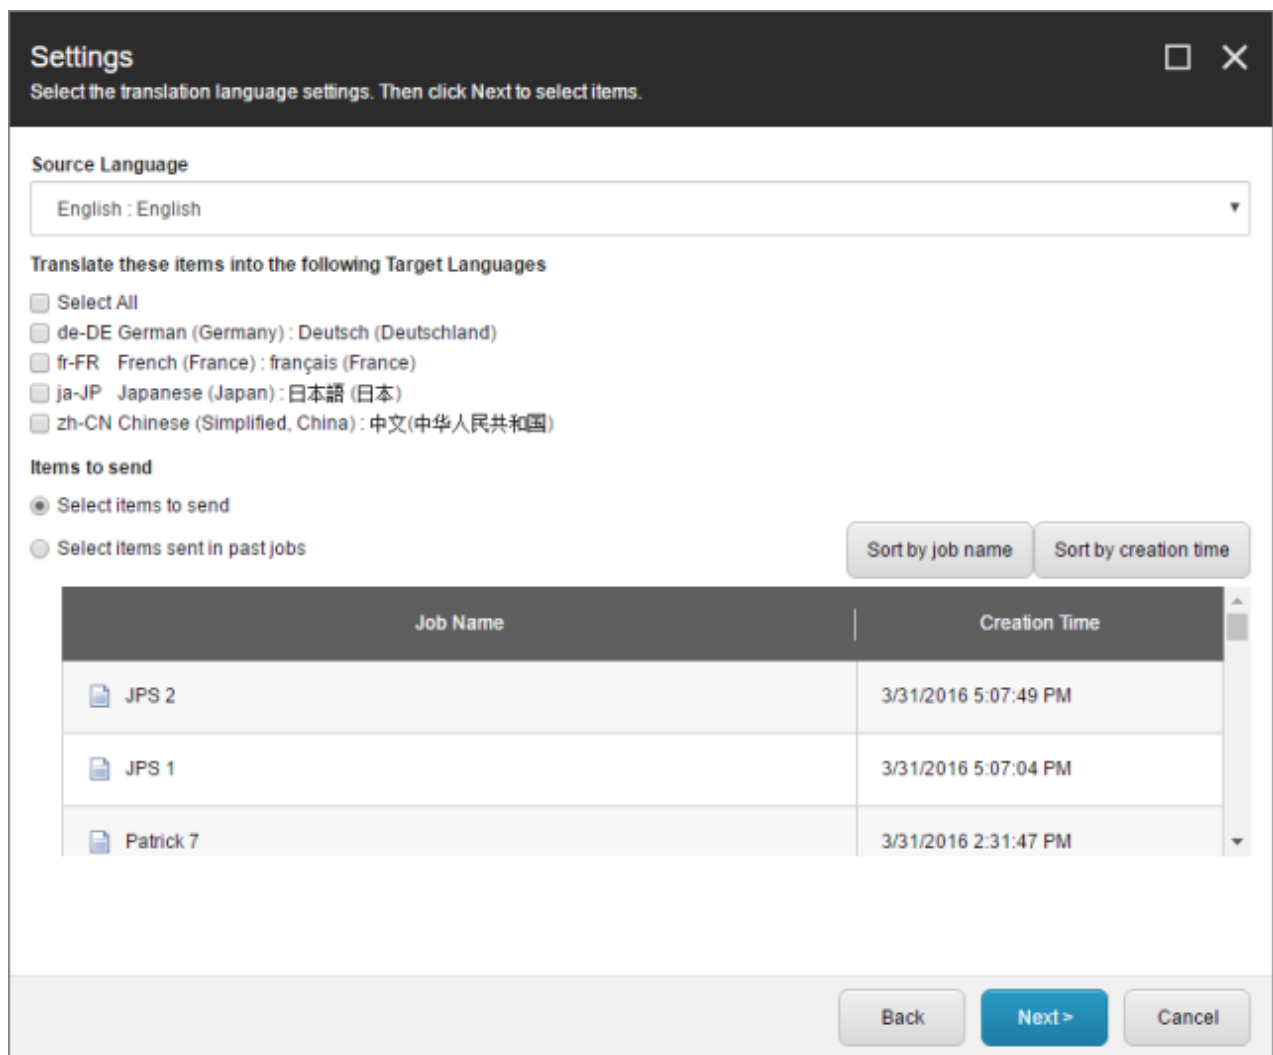 Settings
Select the translation language settings. Then click Next to select items.
Source Language
English : English
Translate these items into the following Target Languages
Select All
de-DE German (Germany) : Deutsch (Deutschland)
fr-FR French (France) : français (France)
ja-JP Japanese (Japan) : 日本語 (日本)
zh-CN Chinese (Simplified, China) : 中文(中华人民共和国)
Items to send
Select items to send
Select items sent in past jobs
Sort by job name Sort by creation time
Job Name Creation Time
JPS 2 3/31/2016 5:07:49 PM
JPS 1 3/31/2016 5:07:04 PM
Patrick 7 3/31/2016 2:31:47 PM
Back Next > Cancel